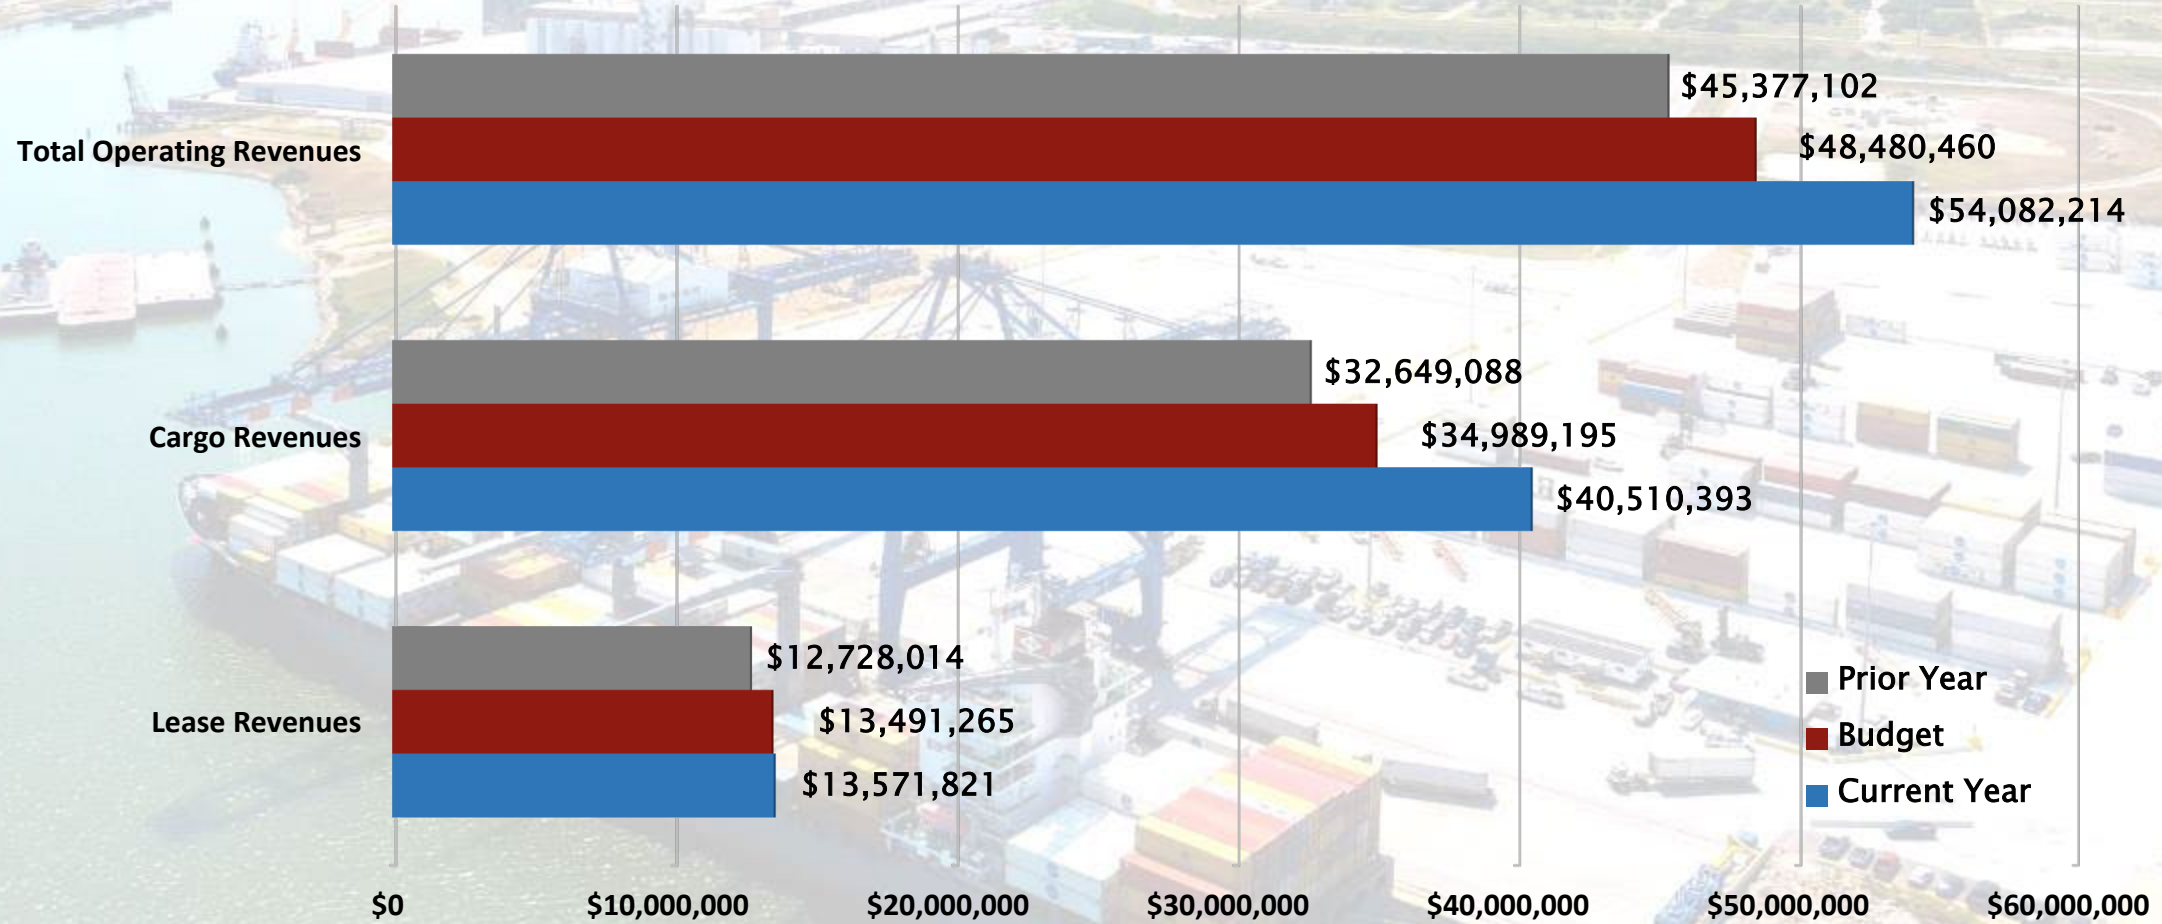 $45,377,102
Total Operating Revenues
$48,480,460
$54,082,214
$32,649,088
Cargo Revenues
$34,989,195
$40,510,393
$12,728,014
Lease Revenues
$13,491,265
$13,571,821
Prior Year
Budget
Current Year
$0 $10,000,000 $20,000,000 $30,000,000 $40,000,000 $50,000,000 $60,000,000